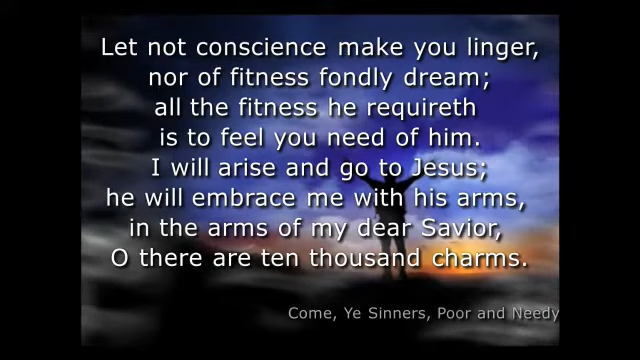 Let not conscience make you linger,
nor of fitness fondly dream;
all the fitness he requireth
is to feel you need of him.
I will arise and go to Jesus;
he will embrace me with his arms,
in the arms of my dear Savior,
O there are ten thousand charms.
Come, Ye Sinners, Poor and Needy